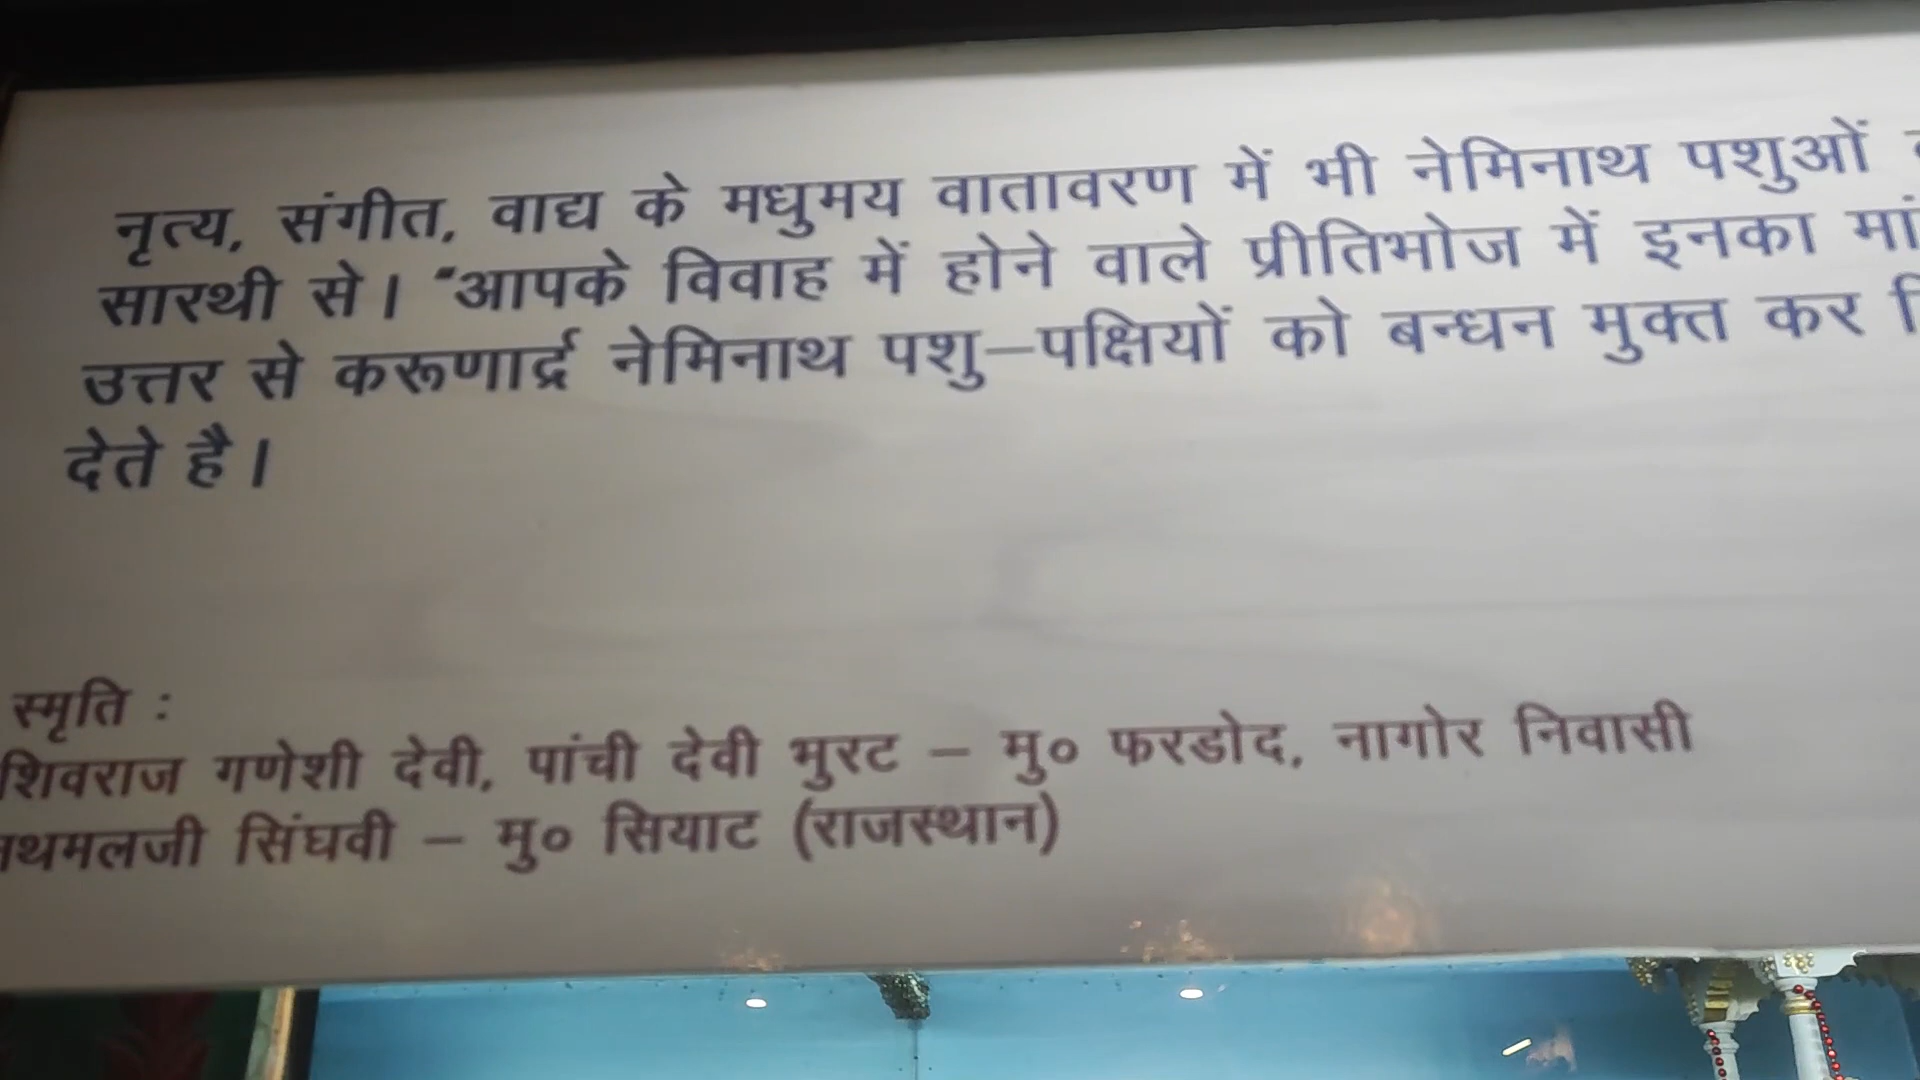 नृत्य, संगीत, वाद्य के मधुमय वातावरण में भी नेमिनाथ पशुओं
सारथी से। "आपके विवाह में होने वाले प्रीतिभोज में इनका
उत्तर से करूणार्द्र नेमिनाथ पशु–पक्षियों को बन्धन मुक्त कर
देते है।
स्मृति :
शिवराज गणेशी देवी, पांची देवी भुरट – मु० फरडोद, नागोर निवासी
सिंघवी – मु० सियाट (राजस्थान)